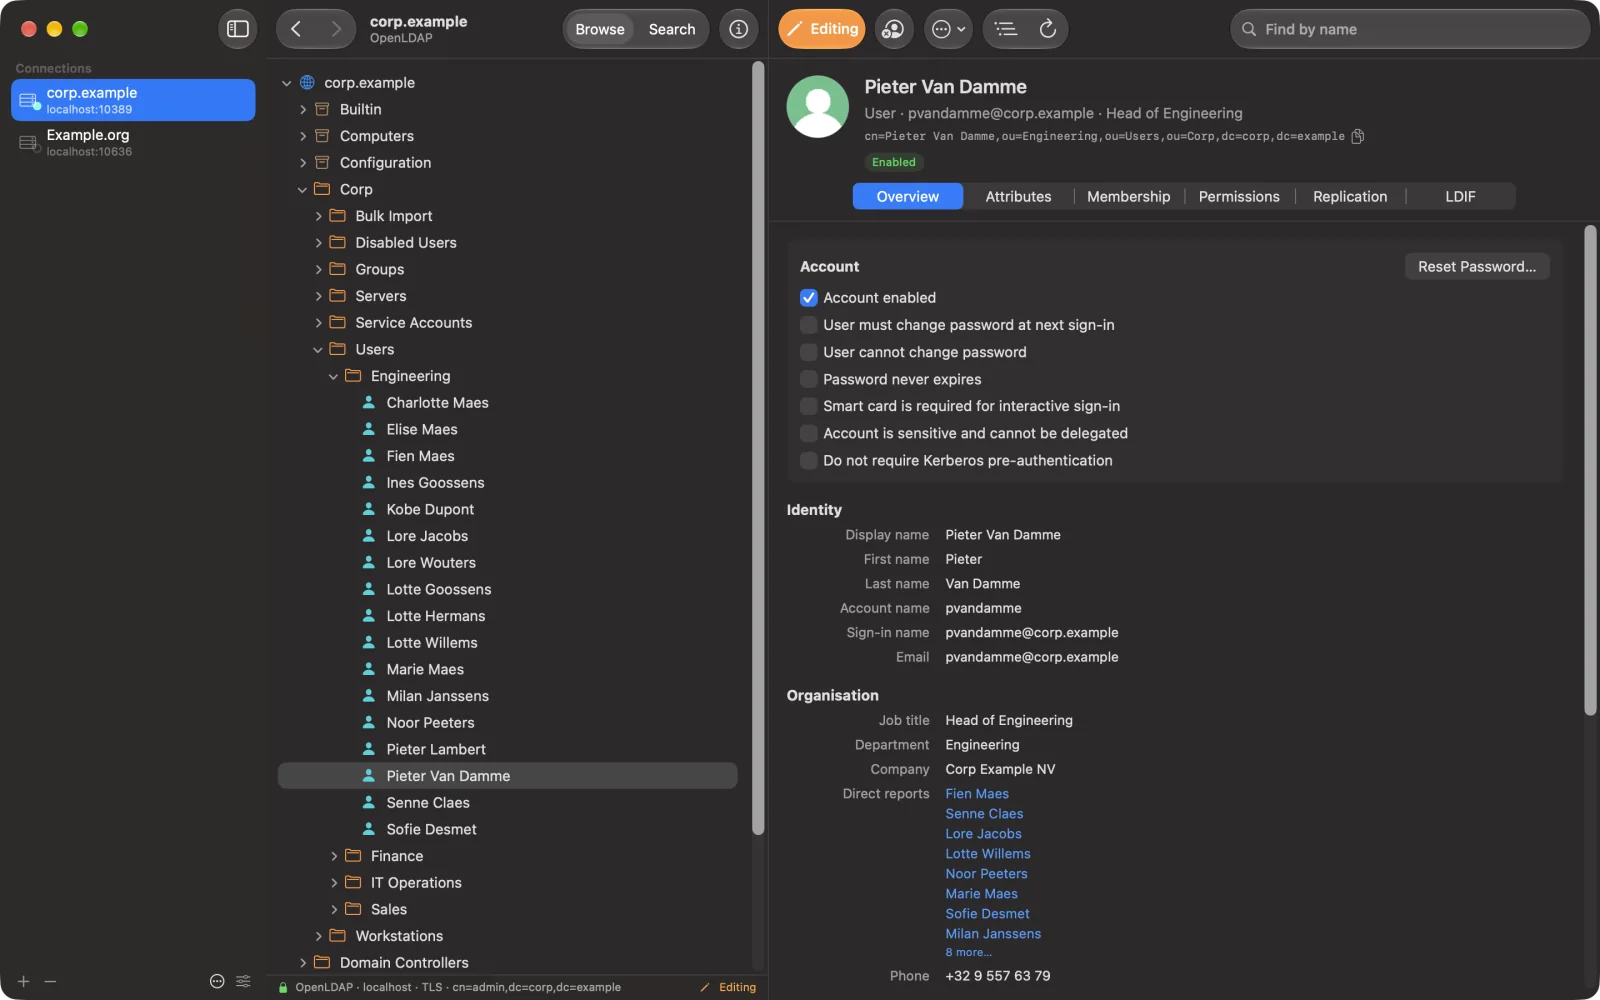 Connections
corp.example
localhost:10389
Example.org
localhost:10636
corp.example
OpenLDAP
Browse
Search
corp.example
Builtin
Computers
Configuration
Corp
Bulk Import
Disabled Users
Groups
Servers
Service Accounts
Users
Engineering
Charlotte Maes
Elise Maes
Fien Maes
Ines Goossens
Kobe Dupont
Lore Jacobs
Lore Wouters
Lotte Goossens
Lotte Hermans
Lotte Willems
Marie Maes
Milan Janssens
Noor Peeters
Pieter Lambert
Pieter Van Damme
Senne Claes
Sofie Desmet
Finance
IT Operations
Sales
Workstations
Domain Controllers
OpenLDAP · localhost · TLS · cn=admin,dc=corp,dc=example
Editing
Editing
Find by name
Pieter Van Damme
User · pvandamme@corp.example · Head of Engineering
cn=Pieter Van Damme,ou=Engineering,ou=Users,ou=Corp,dc=corp,dc=example
Enabled
Overview
Attributes
Membership
Permissions
Replication
LDIF
Account
Reset Password...
Account enabled
User must change password at next sign-in
User cannot change password
Password never expires
Smart card is required for interactive sign-in
Account is sensitive and cannot be delegated
Do not require Kerberos pre-authentication
Identity
Display name Pieter Van Damme
First name Pieter
Last name Van Damme
Account name pvandamme
Sign-in name pvandamme@corp.example
Email pvandamme@corp.example
Organisation
Job title Head of Engineering
Department Engineering
Company Corp Example NV
Direct reports Fien Maes
Senne Claes
Lore Jacobs
Lotte Willems
Noor Peeters
Marie Maes
Sofie Desmet
Milan Janssens
8 more...
Phone +32 9 557 63 79